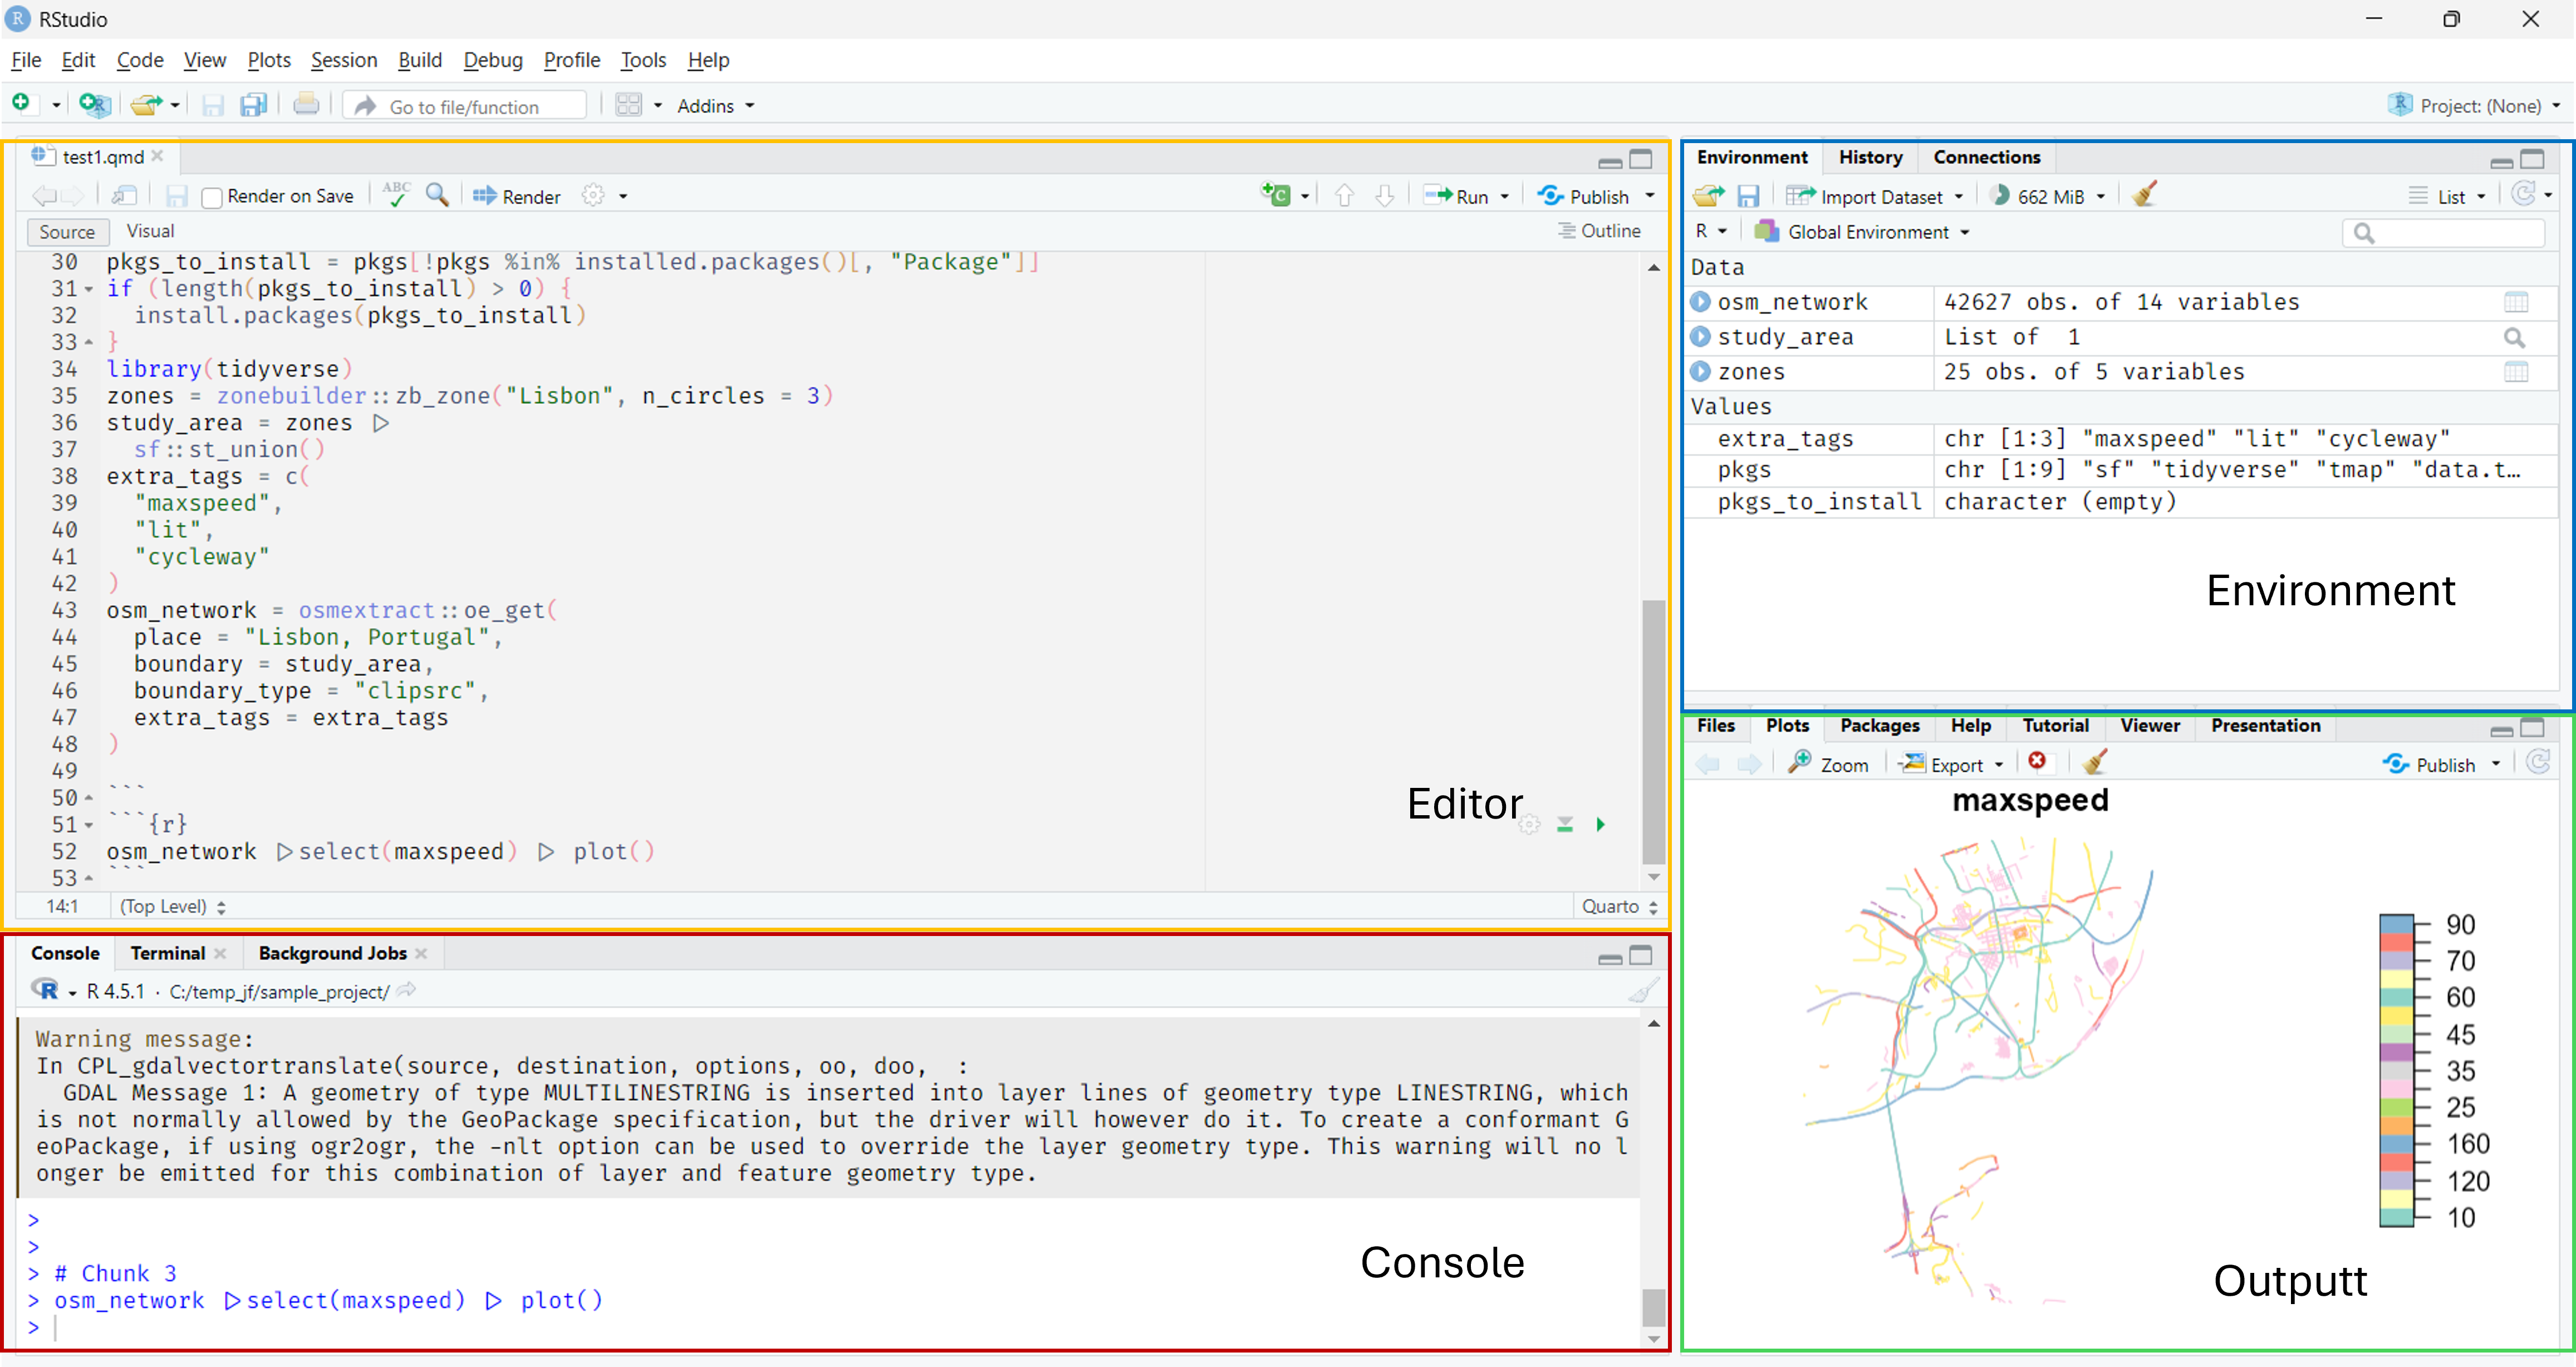 RStudio
File Edit Code View Plots Session Build Debug Profile Tools Help
Go to file/function Addins Project: (None)
test1.qmd
Render on Save ABC Render Run Publish
Source Visual Outline
30 pkgs_to_install = pkgs[!pkgs %in% installed.packages()[, "Package"]]
31 if (length(pkgs_to_install) > 0) {
32 install.packages(pkgs_to_install)
33 }
34 library(tidyverse)
35 zones = zonebuilder::zb_zone("Lisbon", n_circles = 3)
36 study_area = zones |>
37 sf::st_union()
38 extra_tags = c(
39 "maxspeed",
40 "lit",
41 "cycleway"
42 )
43 osm_network = osmextract::oe_get(
44 place = "Lisbon, Portugal",
45 boundary = study_area,
46 boundary_type = "clipsrc",
47 extra_tags = extra_tags
48 )
49
50 ```
51 ```{r}
52 osm_network |>select(maxspeed) |> plot()
53 ```
Editor
14:1 (Top Level) Quarto
Console Terminal Background Jobs
R 4.5.1 · C:/temp_jf/sample_project/
Warning message:
In CPL_gdalvectortranslate(source, destination, options, oo, doo, :
GDAL Message 1: A geometry of type MULTILINESTRING is inserted into layer lines of geometry type LINESTRING, which
is not normally allowed by the GeoPackage specification, but the driver will however do it. To create a conformant G
eoPackage, if using ogr2ogr, the -nlt option can be used to override the layer geometry type. This warning will no l
onger be emitted for this combination of layer and feature geometry type.
>
>
> # Chunk 3
> osm_network |>select(maxspeed) |> plot()
>
Console
Environment History Connections
Import Dataset 662 MiB List
R Global Environment
Data
osm_network 42627 obs. of 14 variables
study_area List of 1
zones 25 obs. of 5 variables
Values
extra_tags chr [1:3] "maxspeed" "lit" "cycleway"
pkgs chr [1:9] "sf" "tidyverse" "tmap" "data.t…
pkgs_to_install character (empty)
Environment
Files Plots Packages Help Tutorial Viewer Presentation
Zoom Export Publish
maxspeed
90
70
60
45
35
25
160
120
10
Outputt